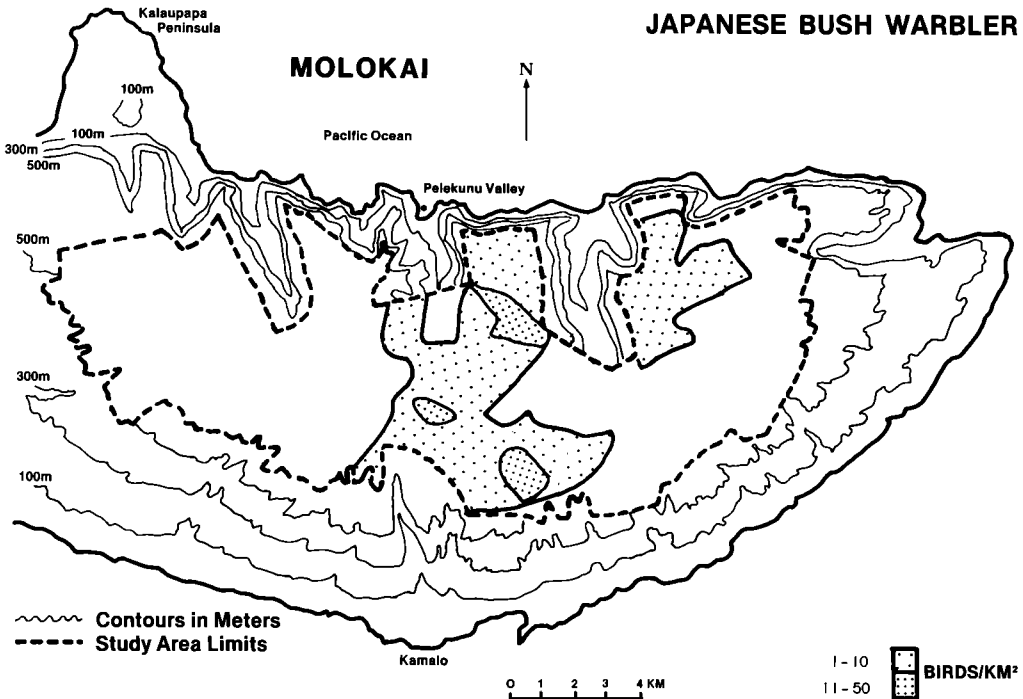 Kalaupapa
Peninsula
JAPANESE BUSH WARBLER
MOLOKAI
N
100m
Pacific Ocean
100m
300m
500m
Pelekunu Valley
500m
300m
100m
Contours in Meters
Study Area Limits
Kamalo
1-10
11-50
BIRDS/KM²
0 1 2 3 4 KM